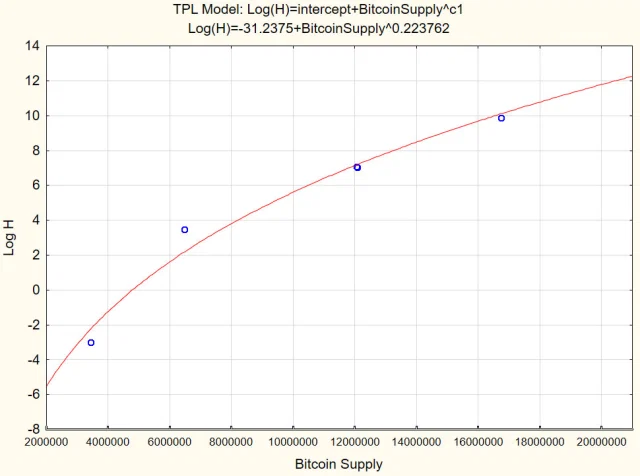 TPL Model: Log(H)=intercept+BitcoinSupply^c1
Log(H)=-31.2375+BitcoinSupply^0.223762
14
12
10
8
6
4
2
0
-2
-4
-6
-8
Log H
2000000 4000000 6000000 8000000 10000000 12000000 14000000 16000000 18000000 20000000
Bitcoin Supply